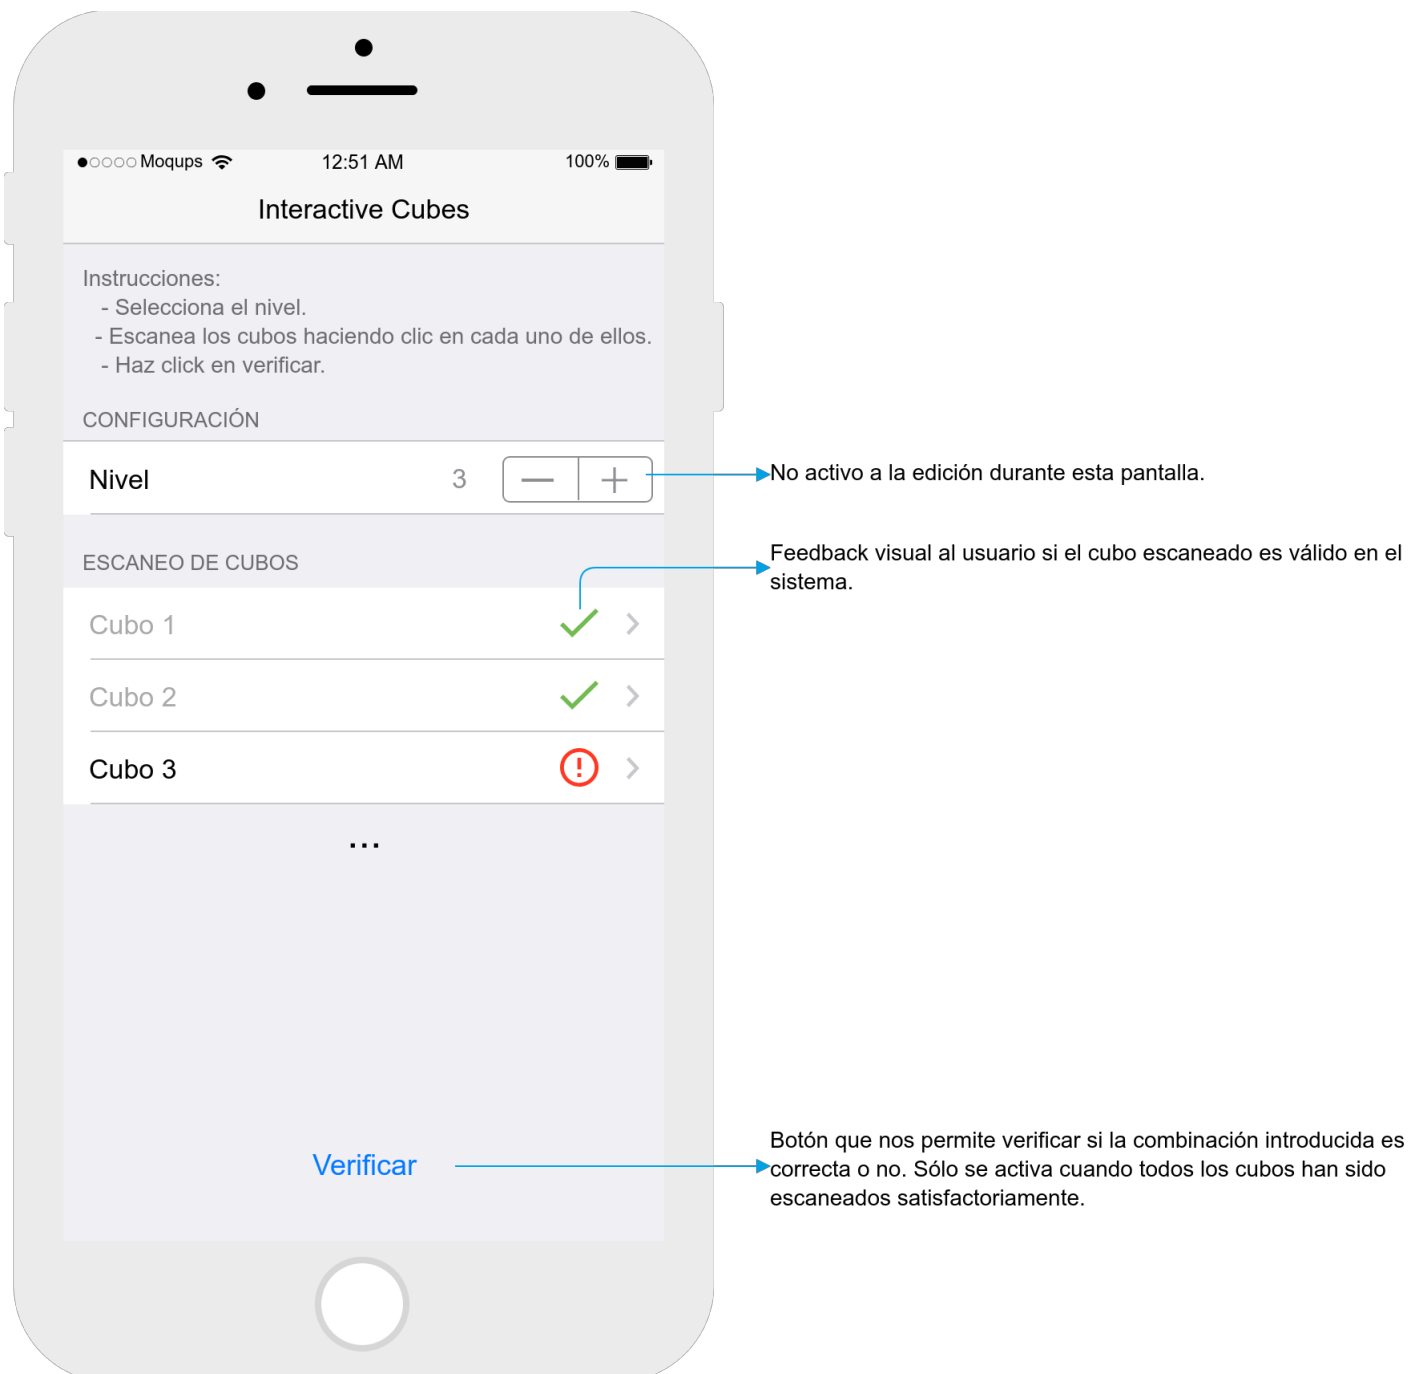 Moqups 12:51 AM 100%
Interactive Cubes
Instrucciones:
- Selecciona el nivel.
- Escanea los cubos haciendo clic en cada uno de ellos.
- Haz click en verificar.
CONFIGURACIÓN
Nivel 3
No activo a la edición durante esta pantalla.
ESCANEO DE CUBOS
Feedback visual al usuario si el cubo escaneado es válido en el
sistema.
Cubo 1
Cubo 2
Cubo 3
...
Verificar
Botón que nos permite verificar si la combinación introducida es
correcta o no. Sólo se activa cuando todos los cubos han sido
escaneados satisfactoriamente.